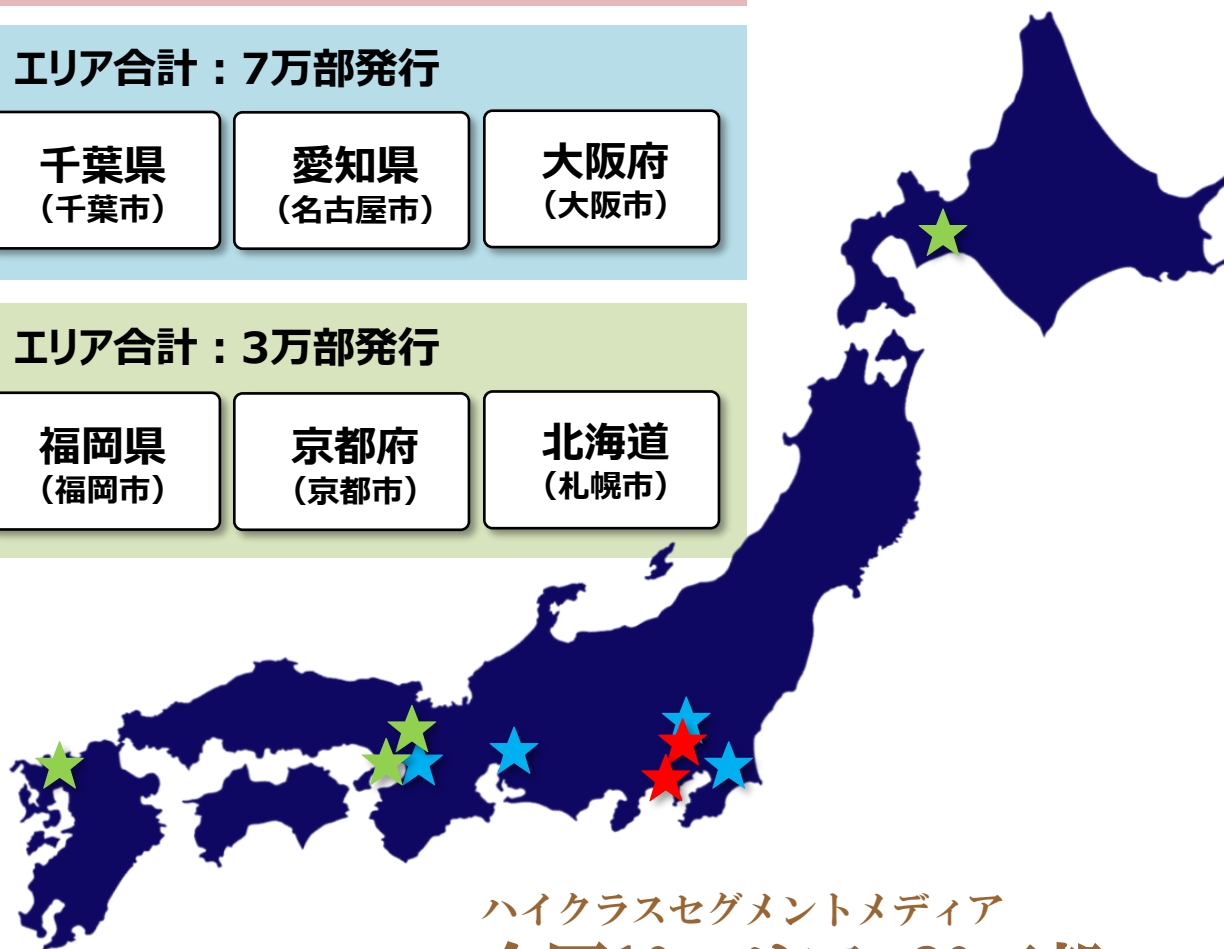 エリア合計：7万部発行
千葉県
（千葉市）
愛知県
（名古屋市）
大阪府
（大阪市）
エリア合計：3万部発行
福岡県
（福岡市）
京都府
（京都市）
北海道
（札幌市）
ハイクラスセグメントメディア